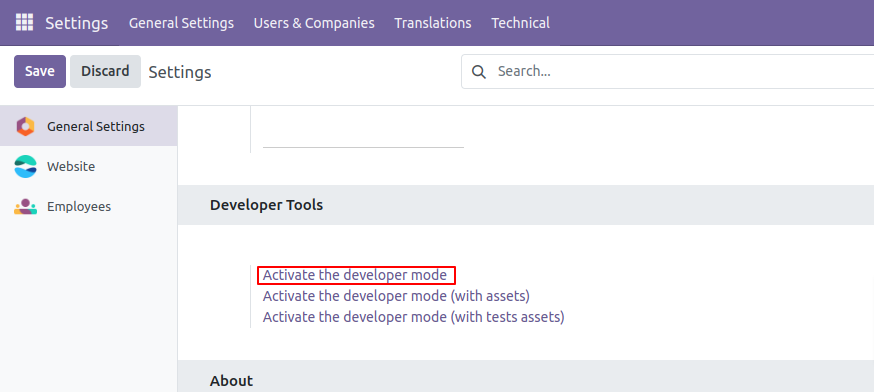 Settings General Settings Users & Companies Translations Technical
Save Discard Settings Search...
General Settings
Website
Employees
Developer Tools
Activate the developer mode
Activate the developer mode (with assets)
Activate the developer mode (with tests assets)
About